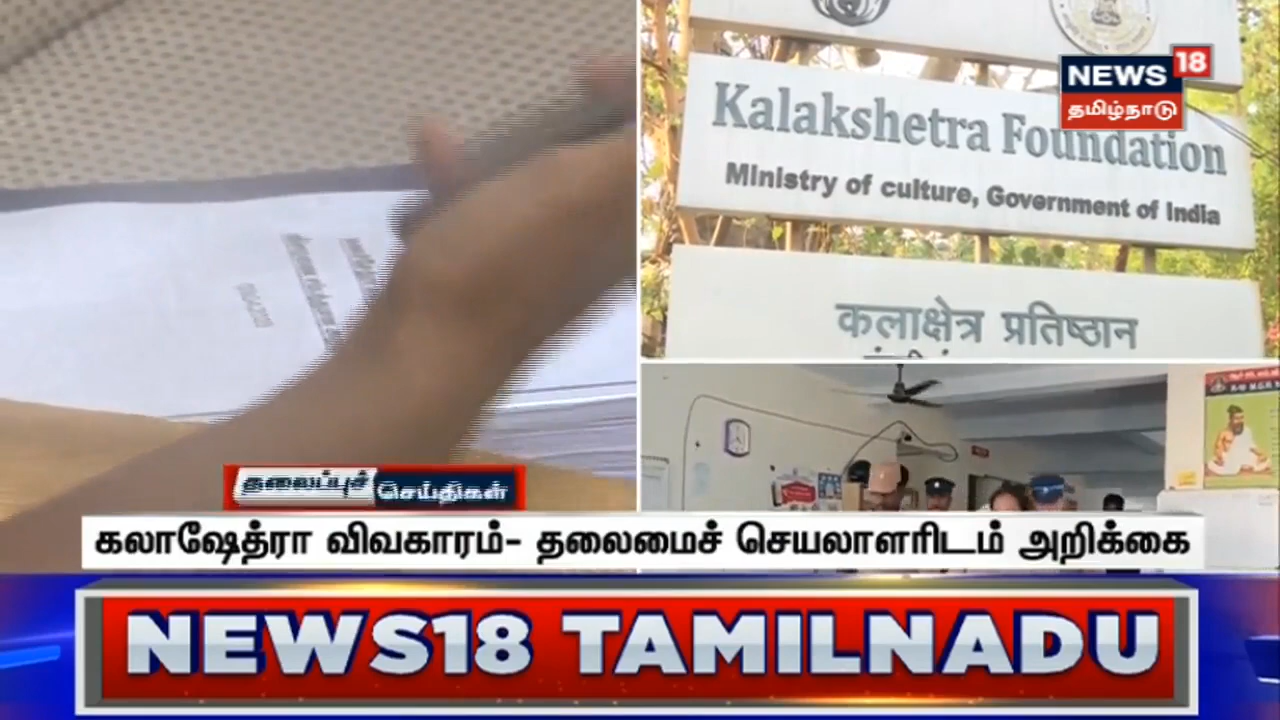 Kalakshetra Foundation
Ministry of culture, Government of India
कलाक्षेत्र प्रतिष्ठान
NEWS 18
தமிழ்நாடு
தலைப்புச் செய்திகள்
கலாஷேத்ரா விவகாரம்- தலைமைச் செயலாளரிடம் அறிக்கை
NEWS18 TAMILNADU